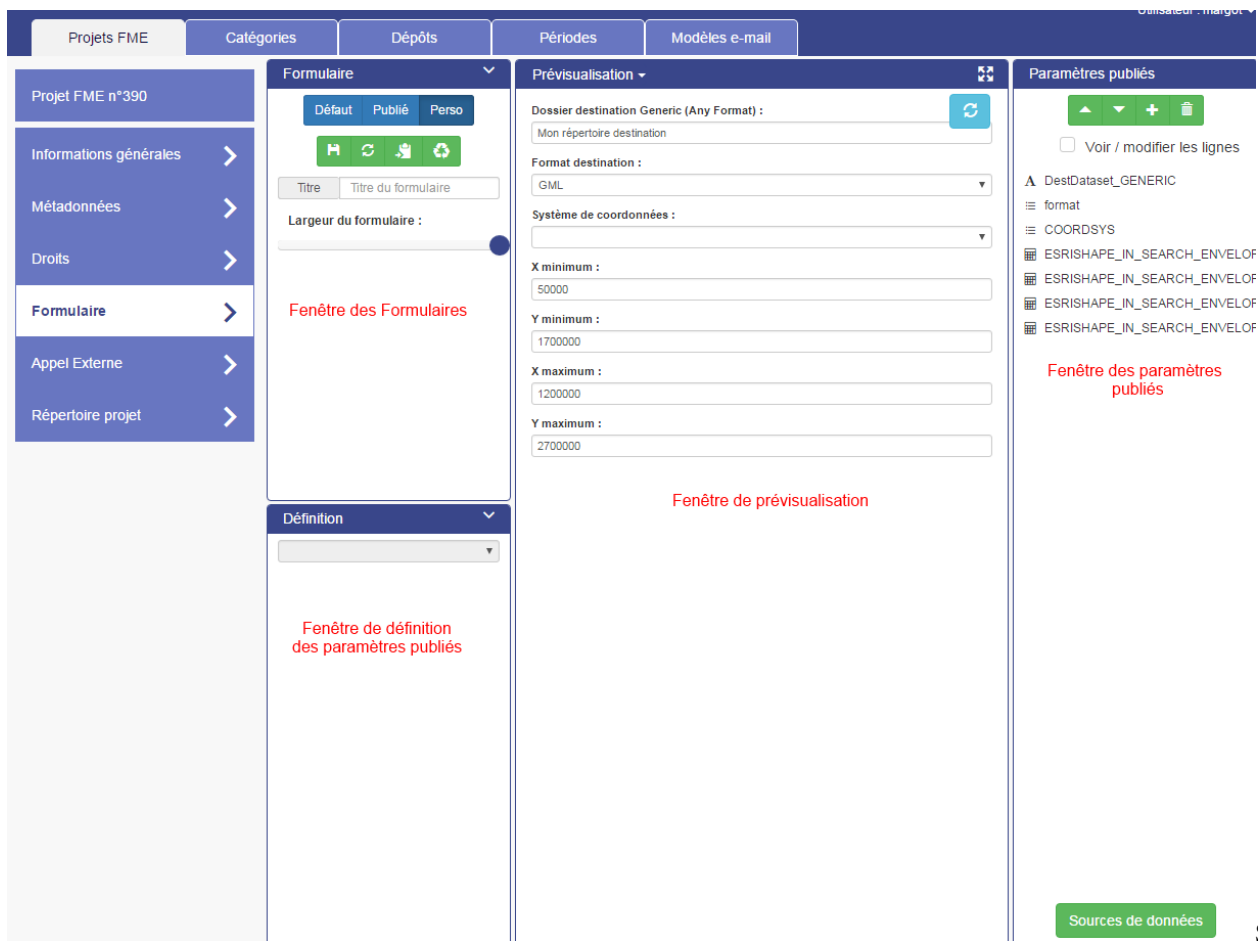 Utilisateur : margot
Projets FME
Catégories
Dépôts
Périodes
Modèles e-mail
Projet FME n°390
Informations générales
Métadonnées
Droits
Formulaire
Appel Externe
Répertoire projet
Formulaire
Défaut Publié Perso
Titre Titre du formulaire
Largeur du formulaire :
Fenêtre des Formulaires
Définition
Fenêtre de définition
des paramètres publiés
Prévisualisation
Dossier destination Generic (Any Format) :
Mon répertoire destination
Format destination :
GML
Système de coordonnées :
X minimum :
50000
Y minimum :
1700000
X maximum :
1200000
Y maximum :
2700000
Fenêtre de prévisualisation
Paramètres publiés
Voir / modifier les lignes
A DestDataset_GENERIC
format
COORDSYS
ESRISHAPE_IN_SEARCH_ENVELOP
ESRISHAPE_IN_SEARCH_ENVELOP
ESRISHAPE_IN_SEARCH_ENVELOP
ESRISHAPE_IN_SEARCH_ENVELOP
Fenêtre des paramètres
publiés
Sources de données